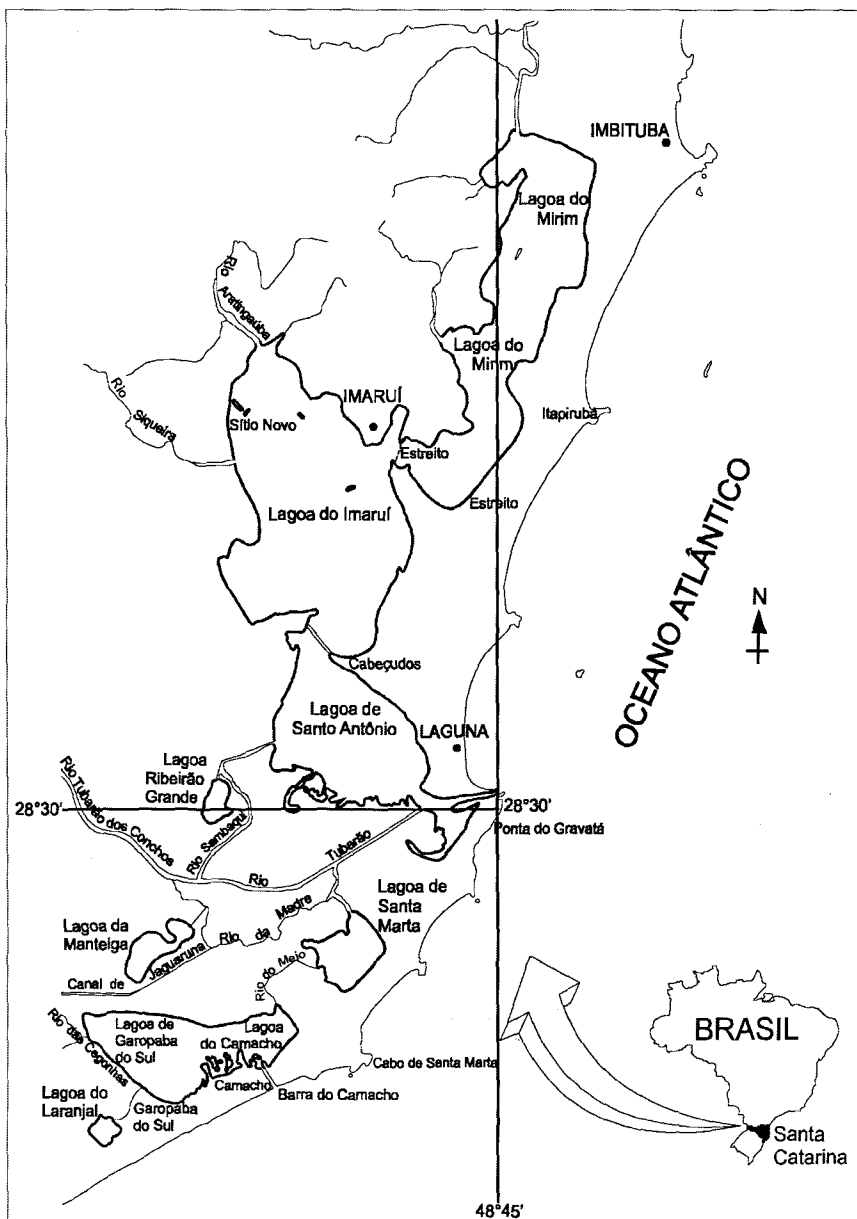 IMBITUBA
Lagoa do
Mirim
Rio
Aratingaúba
Lagoa do
Mirim
Rio
Siqueira
IMARUÍ
Sítio Novo
Itapirubá
Estreito
Estreito
Lagoa do Imaruí
OCEANO ATLÂNTICO
N
Cabeçudos
Lagoa de
Santo Antônio
LAGUNA
Lagoa
Ribeirão
Grande
Rio Tubarão dos Conchos
28°30'
28°30'
Ponta do Gravatá
Rio Sambaqui
Rio
Tubarão
Lagoa de
Santa
Marta
Lagoa da
Manteiga
Rio da Madre
Canal de
Jaguaruna
Rio do Meio
Rio das Cegonhas
Lagoa de
Garopaba
do Sul
Lagoa
do Camacho
BRASIL
Cabo de Santa Marta
Camacho
Barra do Camacho
Lagoa do
Laranjal
Garopaba
do Sul
Santa
Catarina
48°45'